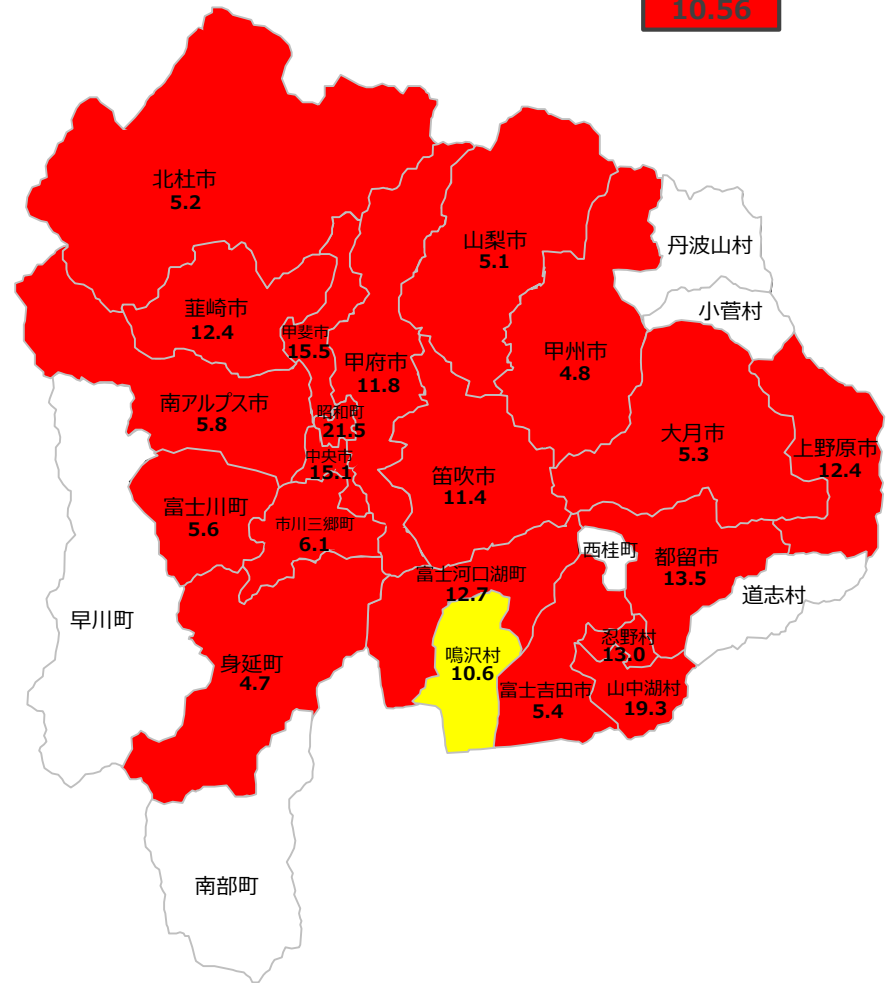 10.56
北杜市
5.2
山梨市
5.1
丹波山村
小菅村
韮崎市
12.4
甲斐市
15.5
甲府市
11.8
甲州市
4.8
南アルプス市
5.8
昭和町
21.5
大月市
5.3
上野原市
12.4
中央市
15.1
笛吹市
11.4
富士川町
5.6
市川三郷町
6.1
西桂町
都留市
13.5
富士河口湖町
12.7
道志村
早川町
忍野村
13.0
身延町
4.7
鳴沢村
10.6
富士吉田市
5.4
山中湖村
19.3
南部町